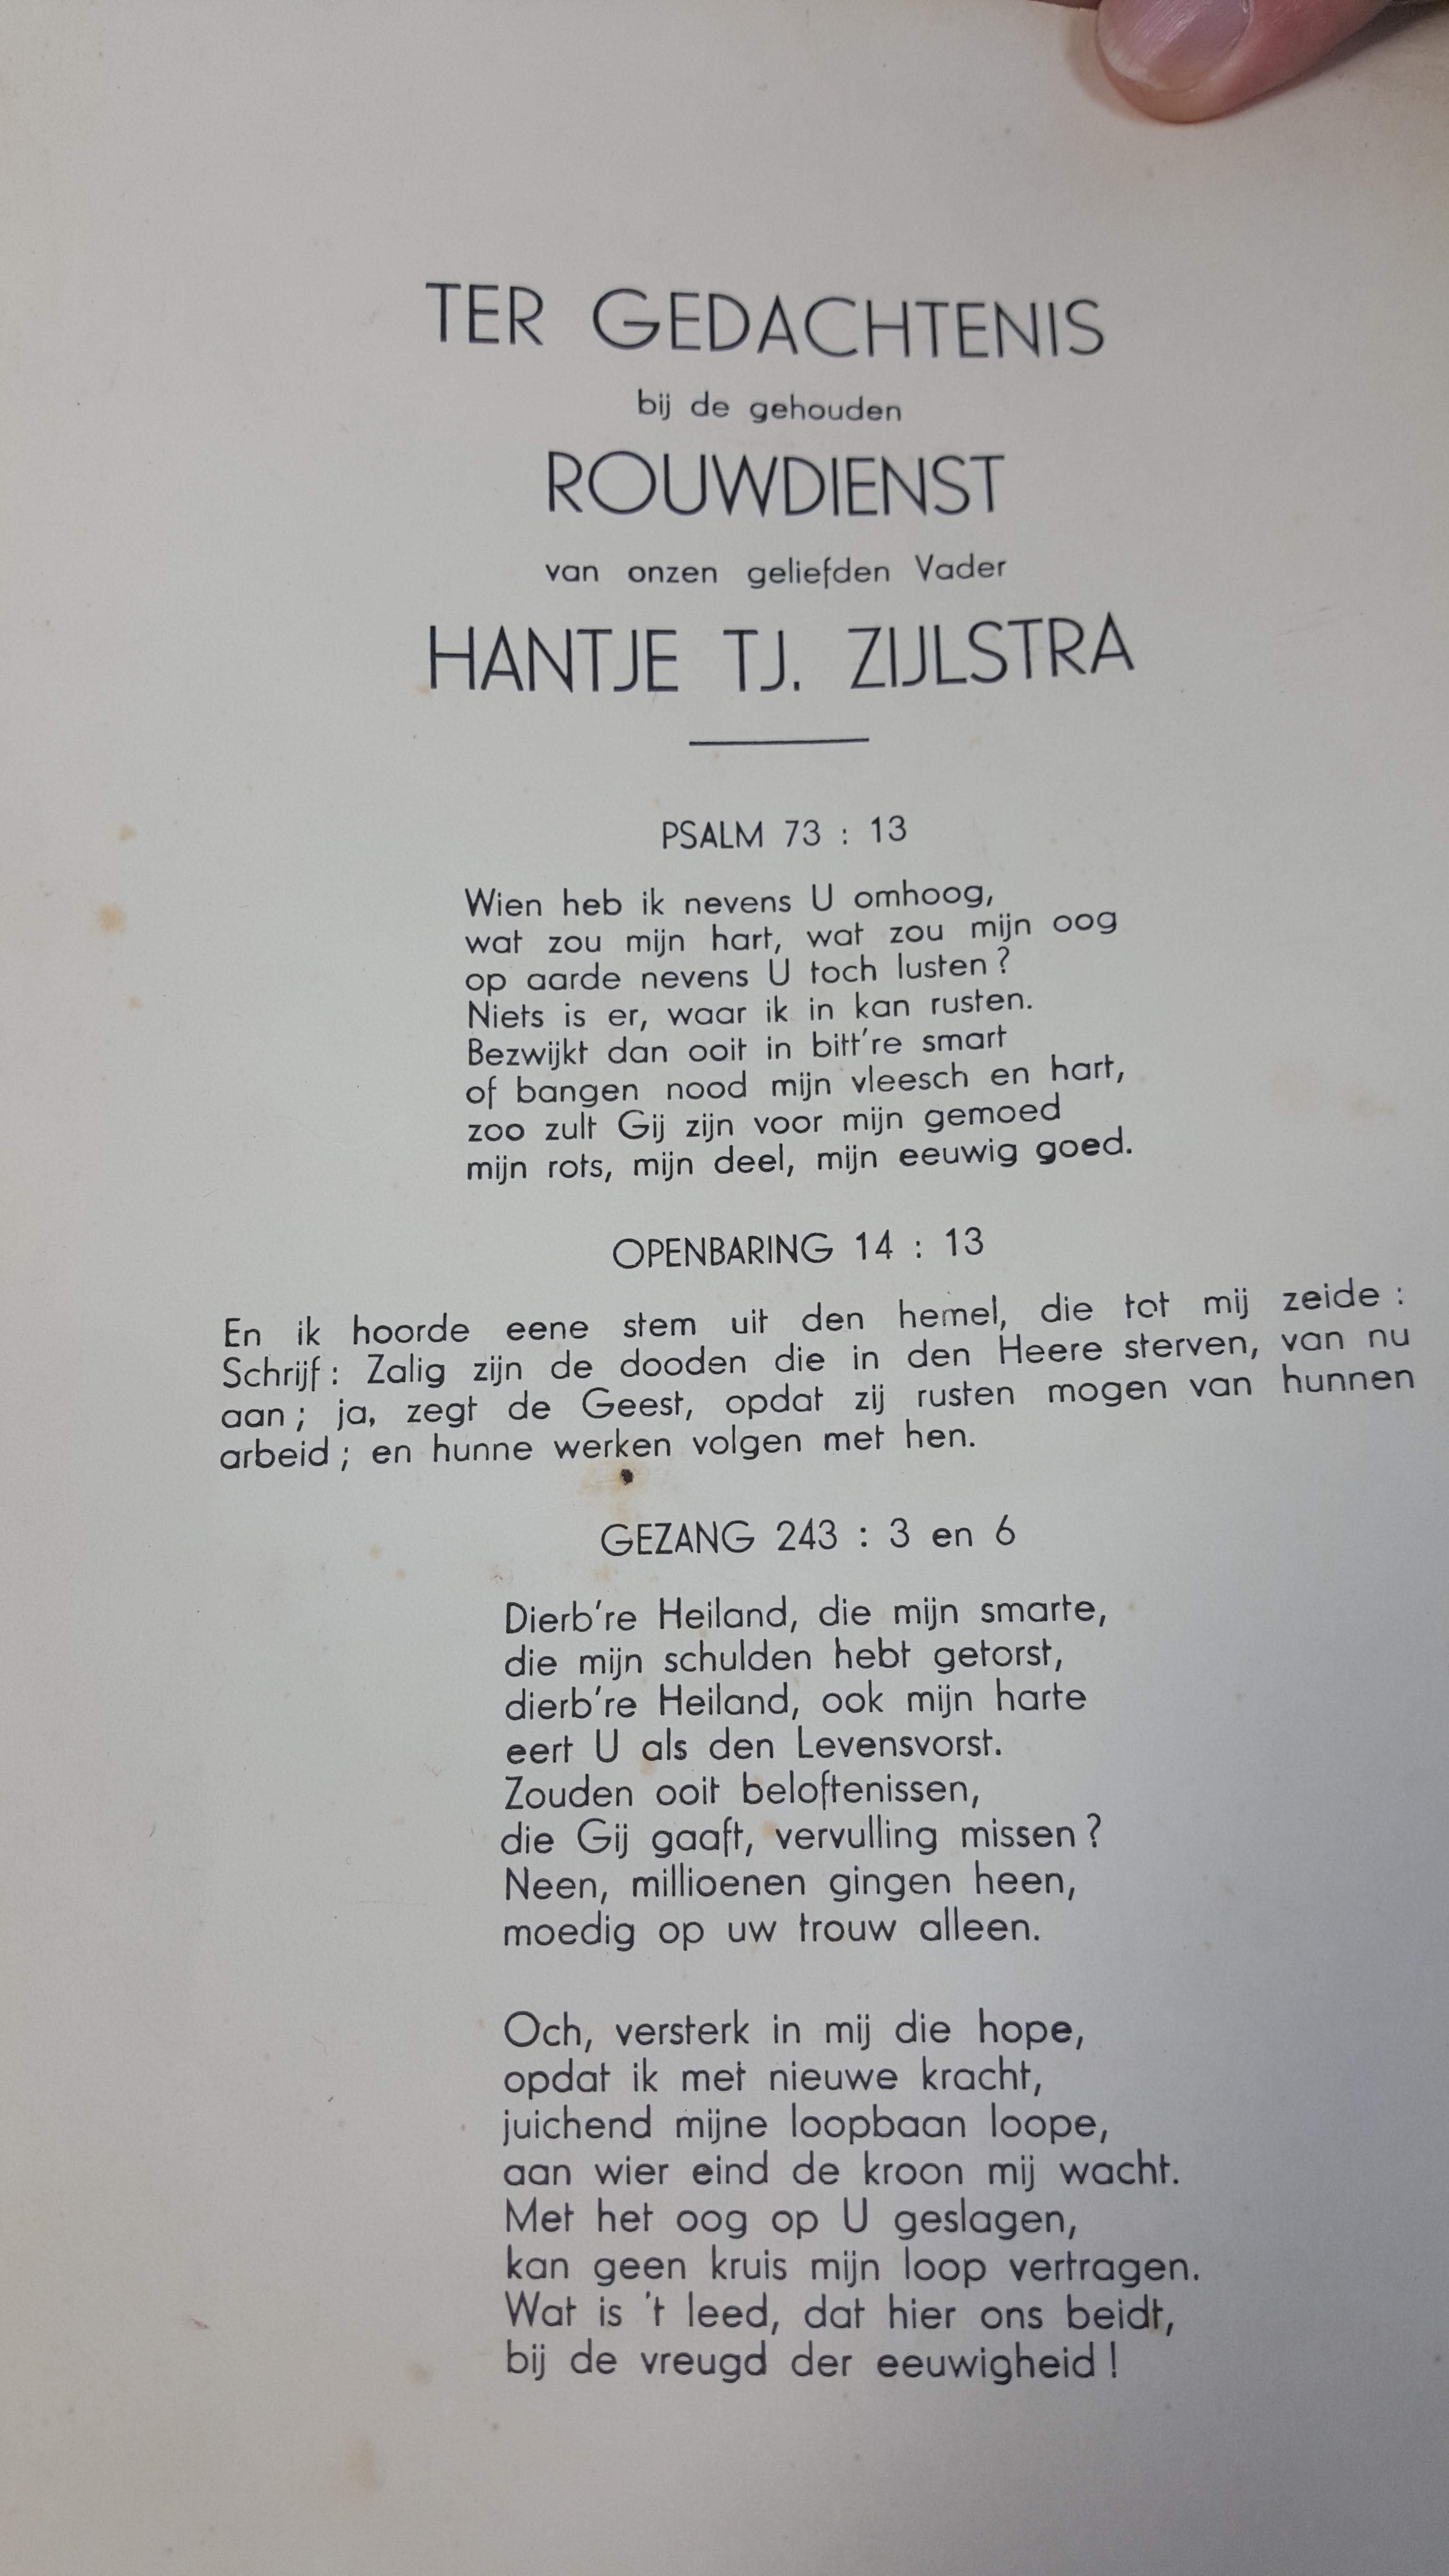 TER GEDACHTENIS
bij de gehouden
ROUWDIENST
van onzen geliefden Vader
HANTJE TJ. ZIJLSTRA
PSALM 73 : 13
Wien heb ik nevens U omhoog,
wat zou mijn hart, wat zou mijn oog
op aarde nevens U toch lusten ?
Niets is er, waar ik in kan rusten.
Bezwijkt dan ooit in bitt're smart
of bangen nood mijn vleesch en hart,
zoo zult Gij zijn voor mijn gemoed
mijn rots, mijn deel, mijn eeuwig goed.
OPENBARING 14 : 13
En ik hoorde eene stem uit den hemel, die tot mij zeide :
Schrijf : Zalig zijn de dooden die in den Heere sterven, van nu
aan ; ja, zegt de Geest, opdat zij rusten mogen van hunnen
arbeid ; en hunne werken volgen met hen.
GEZANG 243 : 3 en 6
Dierb're Heiland, die mijn smarte,
die mijn schulden hebt getorst,
dierb're Heiland, ook mijn harte
eert U als den Levensvorst.
Zouden ooit beloftenissen,
die Gij gaaft, vervulling missen ?
Neen, millioenen gingen heen,
moedig op uw trouw alleen.
Och, versterk in mij die hope,
opdat ik met nieuwe kracht,
juichend mijne loopbaan loope,
aan wier eind de kroon mij wacht.
Met het oog op U geslagen,
kan geen kruis mijn loop vertragen.
Wat is 't leed, dat hier ons beidt,
bij de vreugd der eeuwigheid !